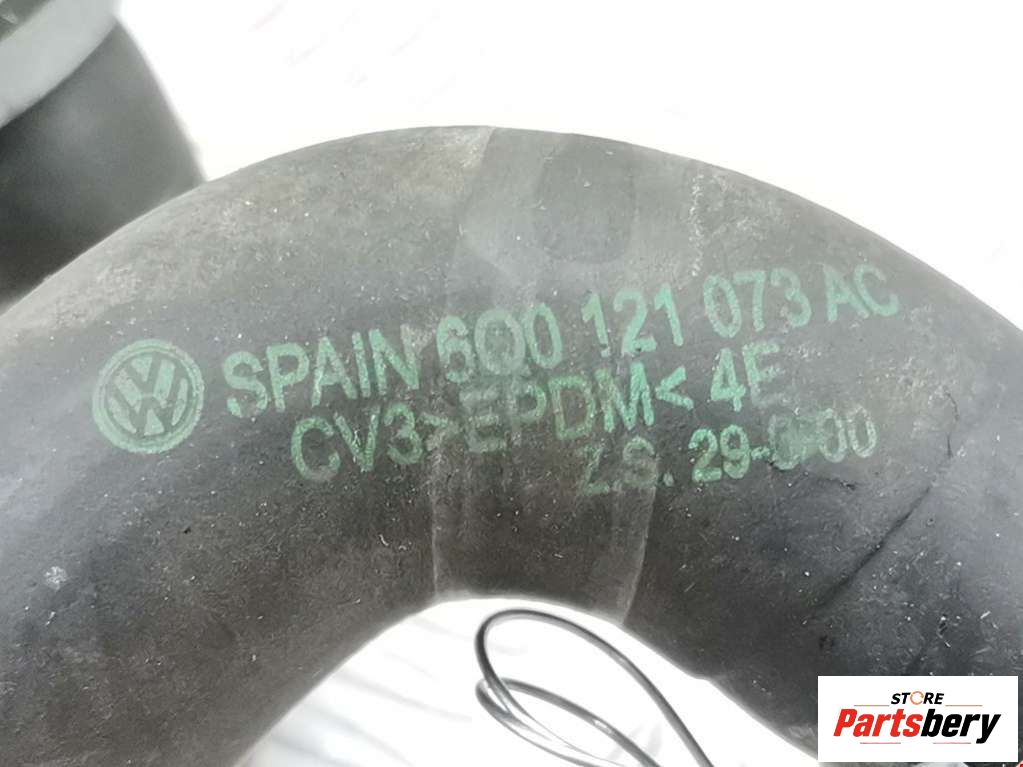 SPAIN 6Q0 121 073 AC
CV3>EPDM< 4E
Z.S. 29-
STORE
Partsbery